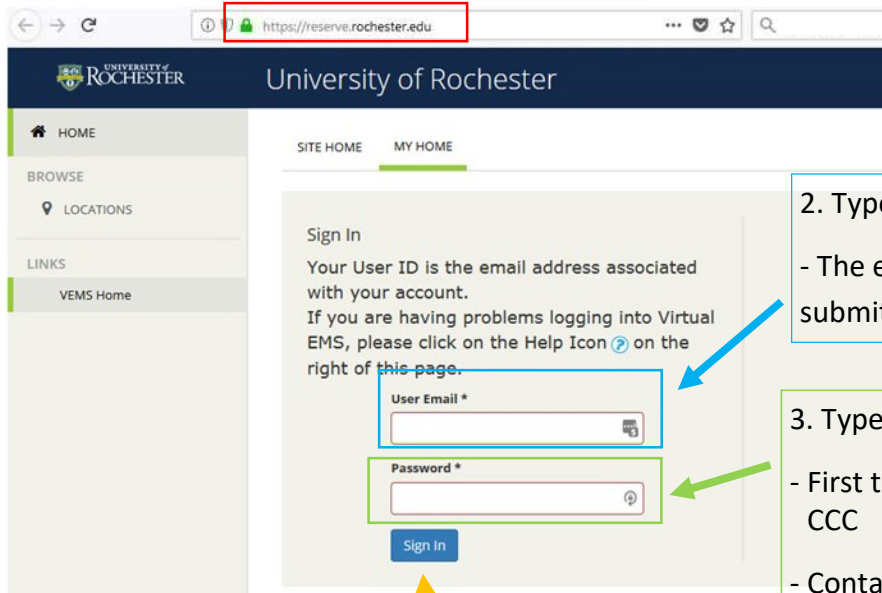 https://reserve.rochester.edu
UNIVERSITY of
ROCHESTER
University of Rochester
HOME
BROWSE
LOCATIONS
LINKS
VEMS Home
SITE HOME MY HOME
Sign In
Your User ID is the email address associated
with your account.
If you are having problems logging into Virtual
EMS, please click on the Help Icon ? on the
right of this page.
User Email *
Password *
Sign In
2. Type
- The e
submit
3. Type
- First t
CCC
- Conta